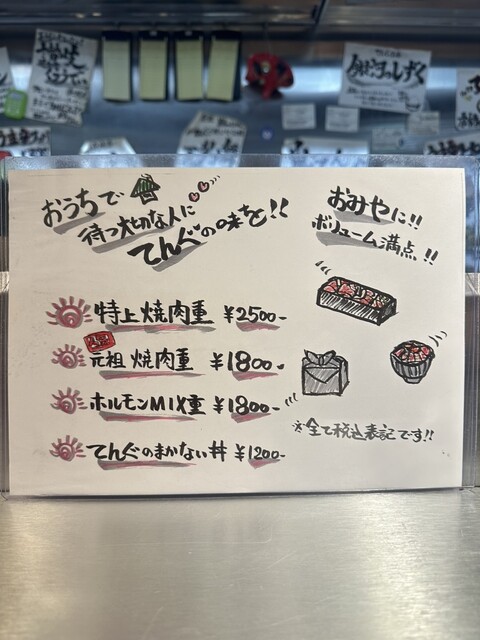 おうちで
待つ大切な人に
てんぐの味を!!
おみやに!!
ボリューム満点!!
特上焼肉重 ¥2500-
元祖焼肉重 ¥1800-
ホルモンMIX重 ¥1800-
てんぐのまかない丼 ¥1200-
※全て税込表記です!!